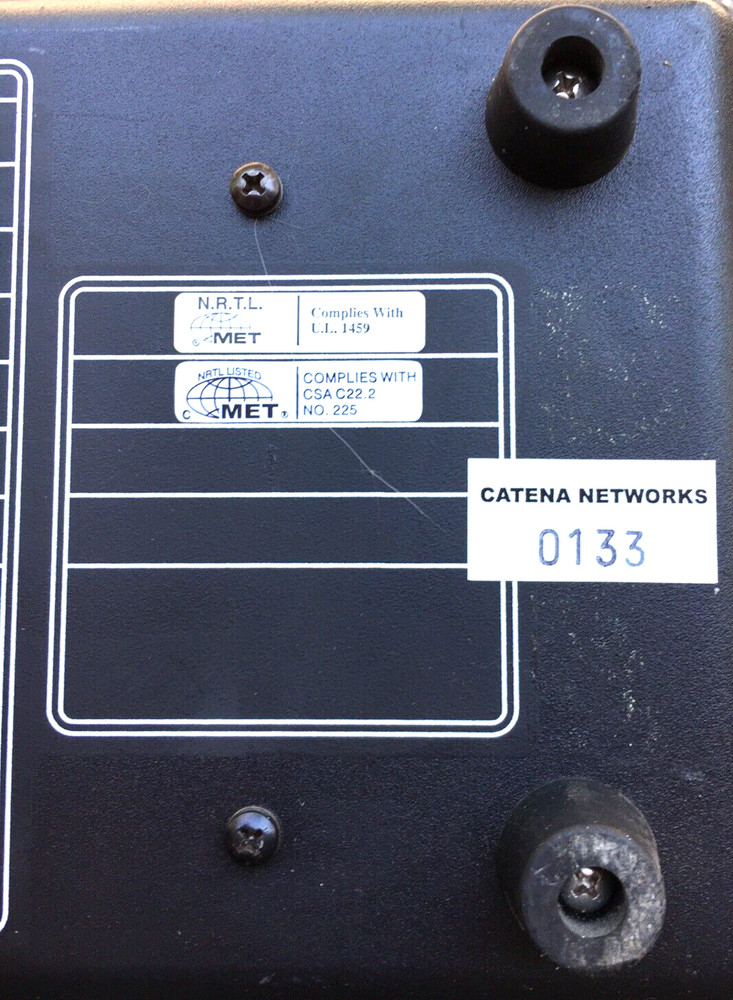 N.R.T.L.
© MET
Complies With
U.L. 1459
NRTL LISTED
C MET ®
COMPLIES WITH
CSA C22.2
NO. 225
CATENA NETWORKS
0133